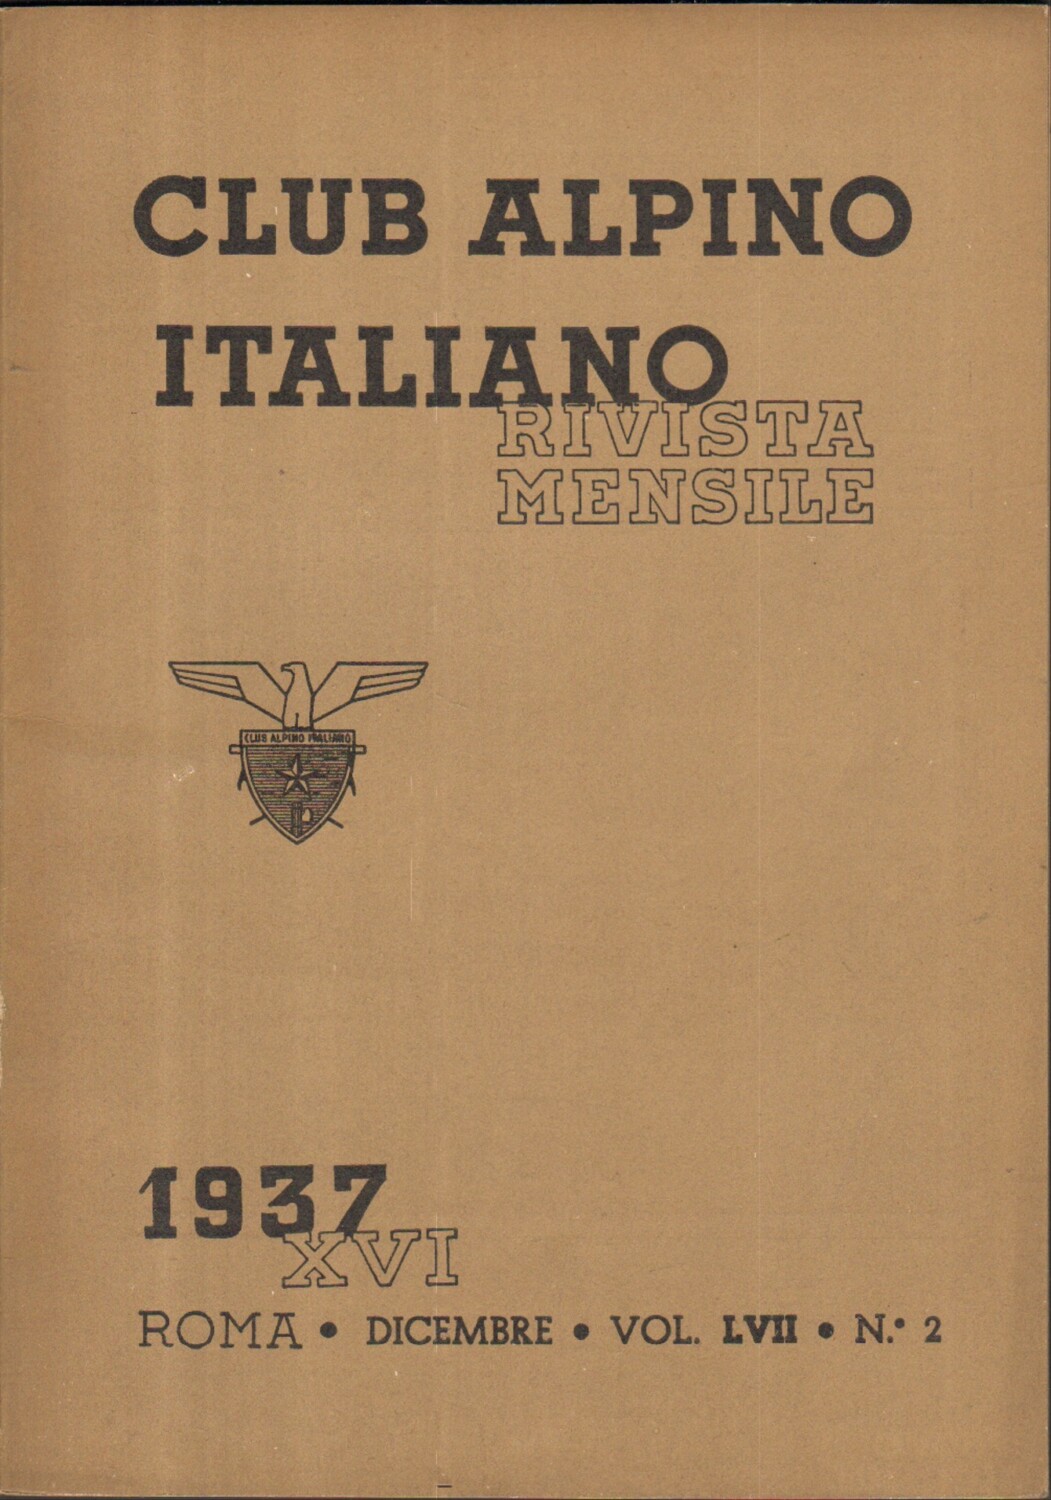 CLUB ALPINO
ITALIANO
RIVISTA
MENSILE
CLUB ALPINO ITALIANO
1937
XVI
ROMA • DICEMBRE • VOL. LVII • N.° 2